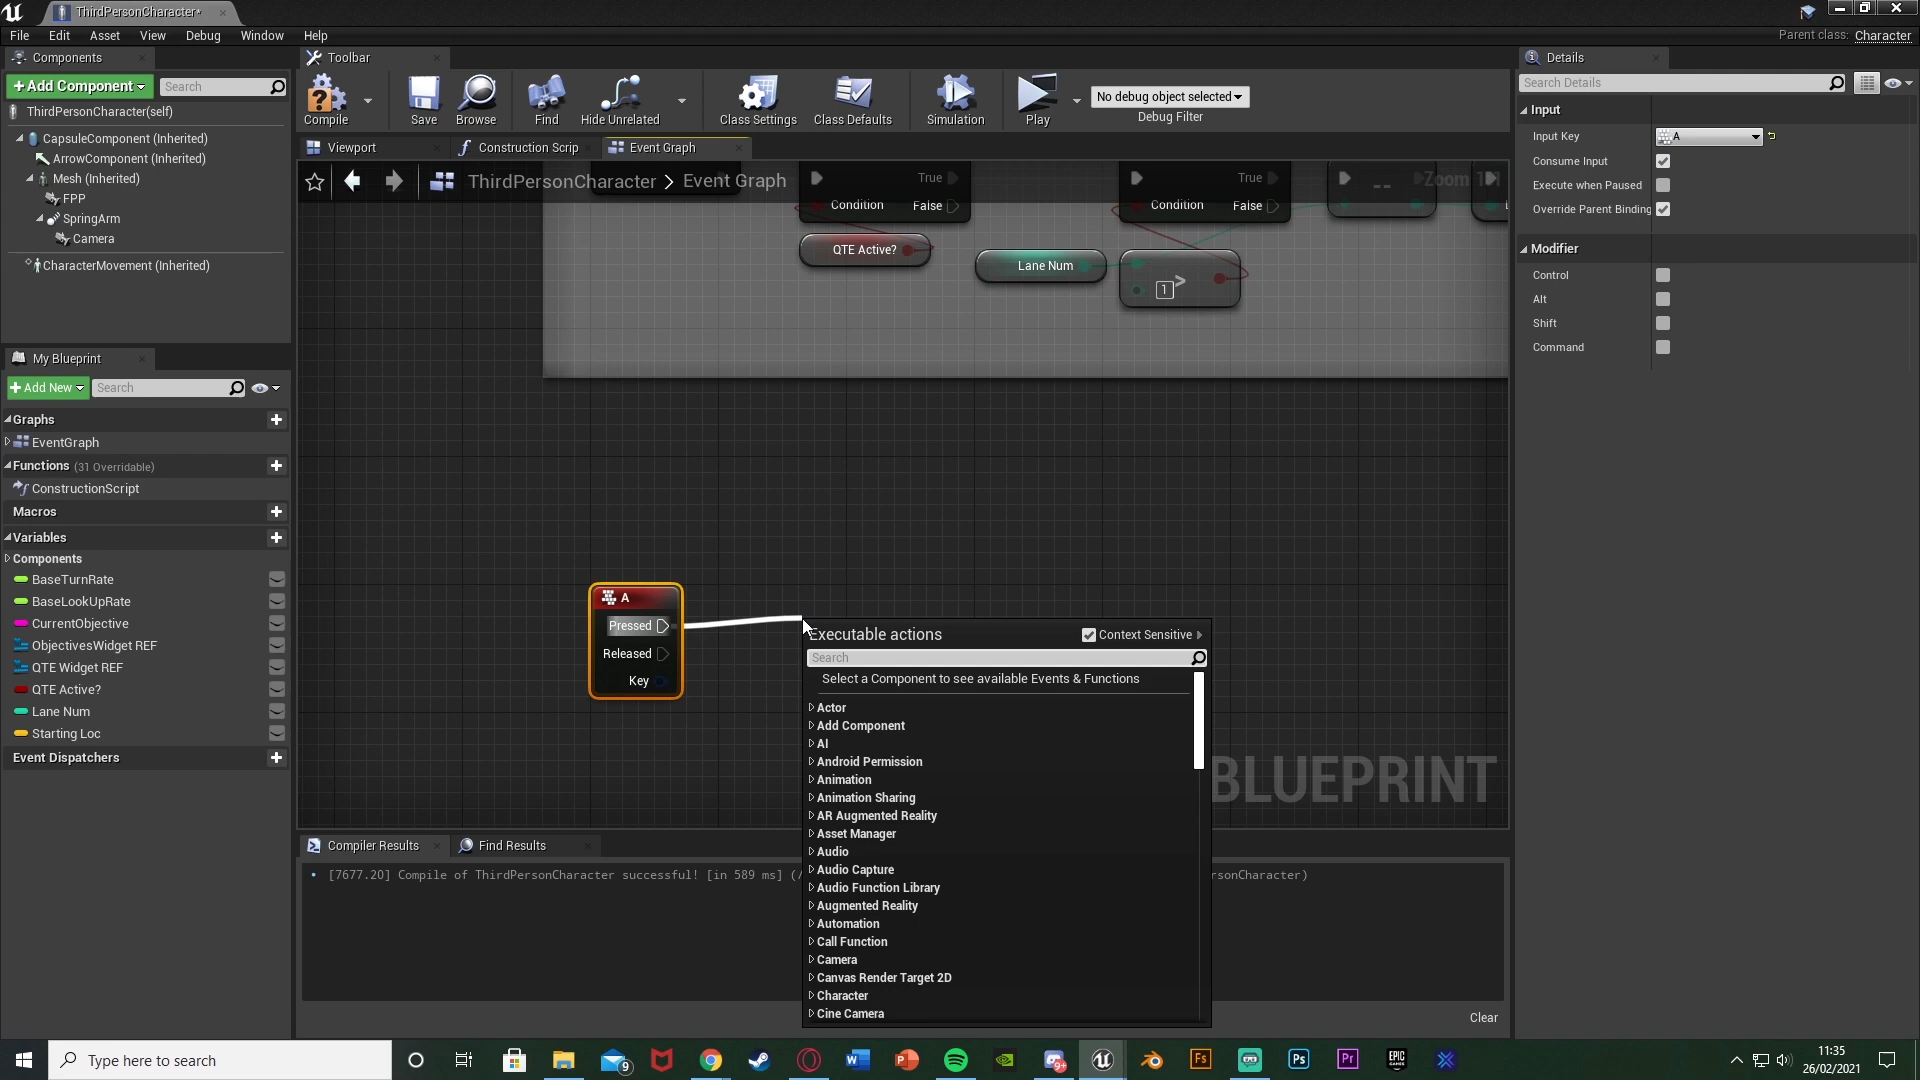 ThirdPersonCharacter*
File Edit Asset View Debug Window Help
Parent class: Character
Components
Toolbar
Details
+Add Component
Search
Search Details
ThirdPersonCharacter(self)
CapsuleComponent (Inherited)
ArrowComponent (Inherited)
Mesh (Inherited)
FPP
SpringArm
Camera
CharacterMovement (Inherited)
Compile
Save
Browse
Find
Hide Unrelated
Class Settings
Class Defaults
Simulation
Play
No debug object selected
Debug Filter
Viewport
Construction Scrip
Event Graph
ThirdPersonCharacter > Event Graph
Zoom 1:1
True
Condition False
True
Condition False
--
QTE Active?
Lane Num
1
>
Input
Input Key A
Consume Input
Execute when Paused
Override Parent Binding
Modifier
Control
Alt
Shift
Command
My Blueprint
+Add New
Search
Graphs
EventGraph
Functions (31 Overridable)
ConstructionScript
Macros
Variables
Components
BaseTurnRate
BaseLookUpRate
CurrentObjective
ObjectivesWidget REF
QTE Widget REF
QTE Active?
Lane Num
Starting Loc
Event Dispatchers
A
Pressed
Released
Key
Executable actions
Context Sensitive
Search
Select a Component to see available Events & Functions
Actor
Add Component
AI
Android Permission
Animation
Animation Sharing
AR Augmented Reality
Asset Manager
Audio
Audio Capture
Audio Function Library
Augmented Reality
Automation
Call Function
Camera
Canvas Render Target 2D
Character
Cine Camera
BLUEPRINT
Compiler Results
Find Results
[7677.20] Compile of ThirdPersonCharacter successful! [in 589 ms] (/
rsonCharacter)
Clear
Type here to search
9
9+
11:35
26/02/2021